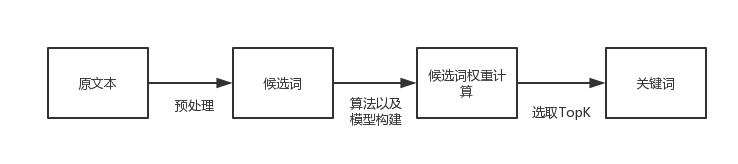 原文本
预处理
候选词
算法以及
模型构建
候选词权重计
算
选取TopK
关键词